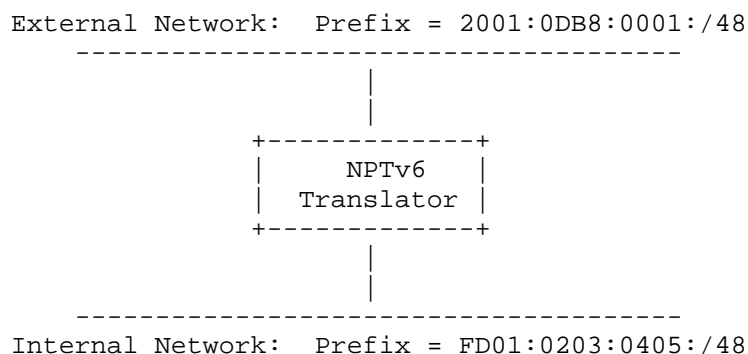 External Network: Prefix = 2001:0DB8:0001:/48
NPTv6
Translator
Internal Network: Prefix = FD01:0203:0405:/48